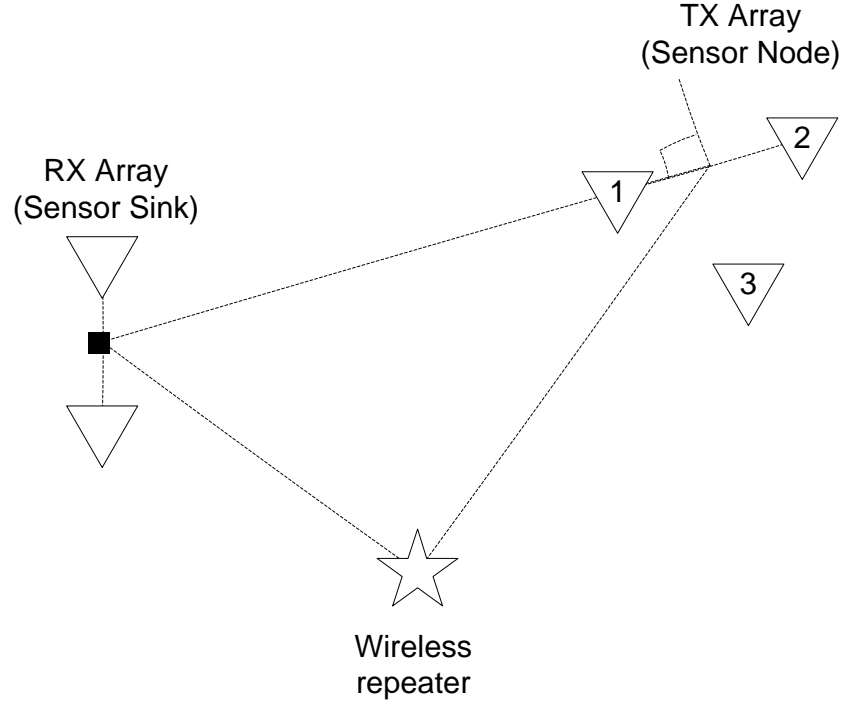 TX Array
(Sensor Node)
2
RX Array
(Sensor Sink)
1
3
Wireless
repeater